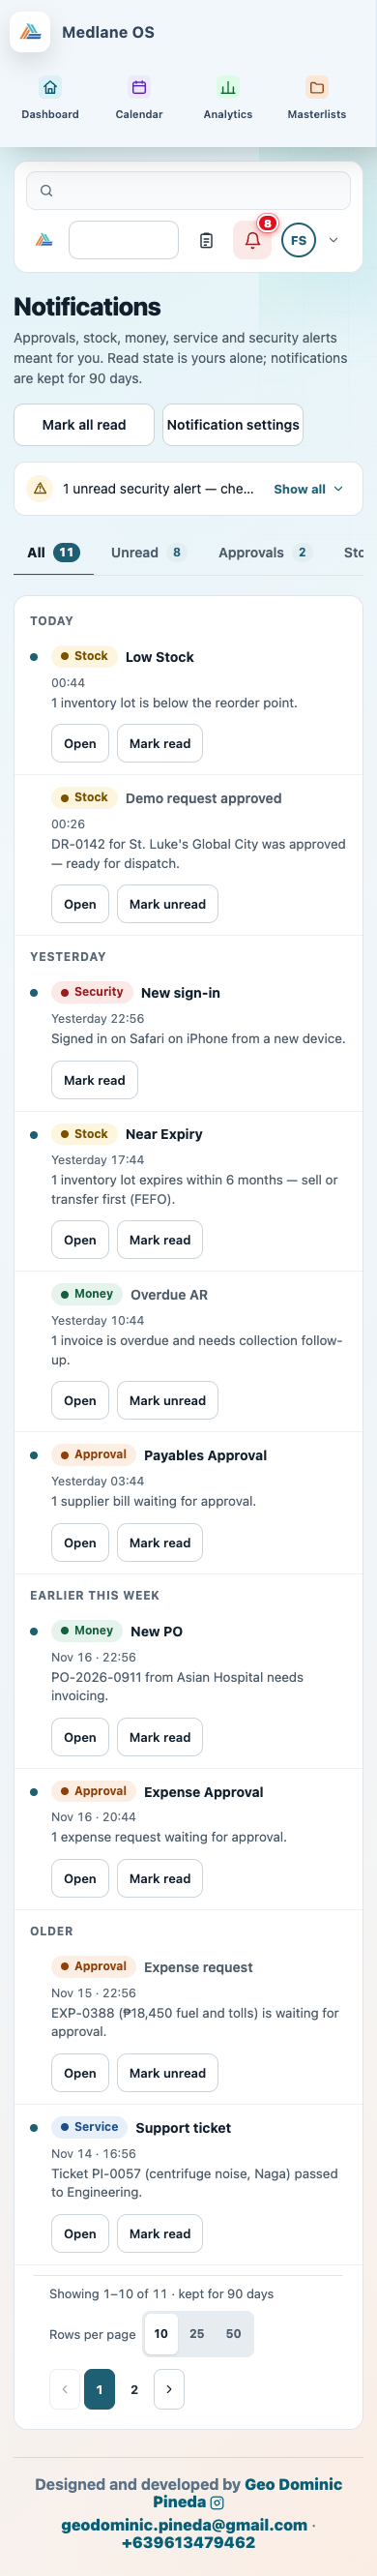 Medlane OS
Dashboard
Calendar
Analytics
Masterlists
8
FS
Notifications
Approvals, stock, money, service and security alerts
meant for you. Read state is yours alone; notifications
are kept for 90 days.
Mark all read
Notification settings
1 unread security alert — che...
Show all
All 11
Unread 8
Approvals 2
Sto
TODAY
Stock Low Stock
00:44
1 inventory lot is below the reorder point.
Open
Mark read
Stock Demo request approved
00:26
DR-0142 for St. Luke's Global City was approved
— ready for dispatch.
Open
Mark unread
YESTERDAY
Security New sign-in
Yesterday 22:56
Signed in on Safari on iPhone from a new device.
Mark read
Stock Near Expiry
Yesterday 17:44
1 inventory lot expires within 6 months — sell or
transfer first (FEFO).
Open
Mark read
Money Overdue AR
Yesterday 10:44
1 invoice is overdue and needs collection follow-
up.
Open
Mark unread
Approval Payables Approval
Yesterday 03:44
1 supplier bill waiting for approval.
Open
Mark read
EARLIER THIS WEEK
Money New PO
Nov 16 · 22:56
PO-2026-0911 from Asian Hospital needs
invoicing.
Open
Mark read
Approval Expense Approval
Nov 16 · 20:44
1 expense request waiting for approval.
Open
Mark read
OLDER
Approval Expense request
Nov 15 · 22:56
EXP-0388 (₱18,450 fuel and tolls) is waiting for
approval.
Open
Mark unread
Service Support ticket
Nov 14 · 16:56
Ticket PI-0057 (centrifuge noise, Naga) passed
to Engineering.
Open
Mark read
Showing 1–10 of 11 · kept for 90 days
Rows per page 10 25 50
1 2
Designed and developed by Geo Dominic
Pineda
geodominic.pineda@gmail.com ·
+639613479462